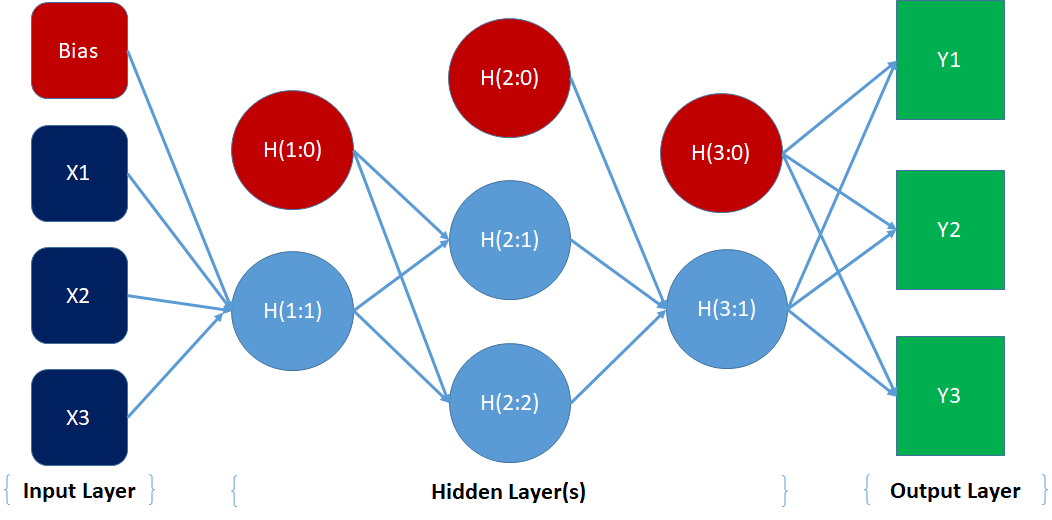 Bias
X1
X2
X3
H(1:0)
H(1:1)
H(2:0)
H(2:1)
H(2:2)
H(3:0)
H(3:1)
Y1
Y2
Y3
Input Layer
Hidden Layer(s)
Output Layer